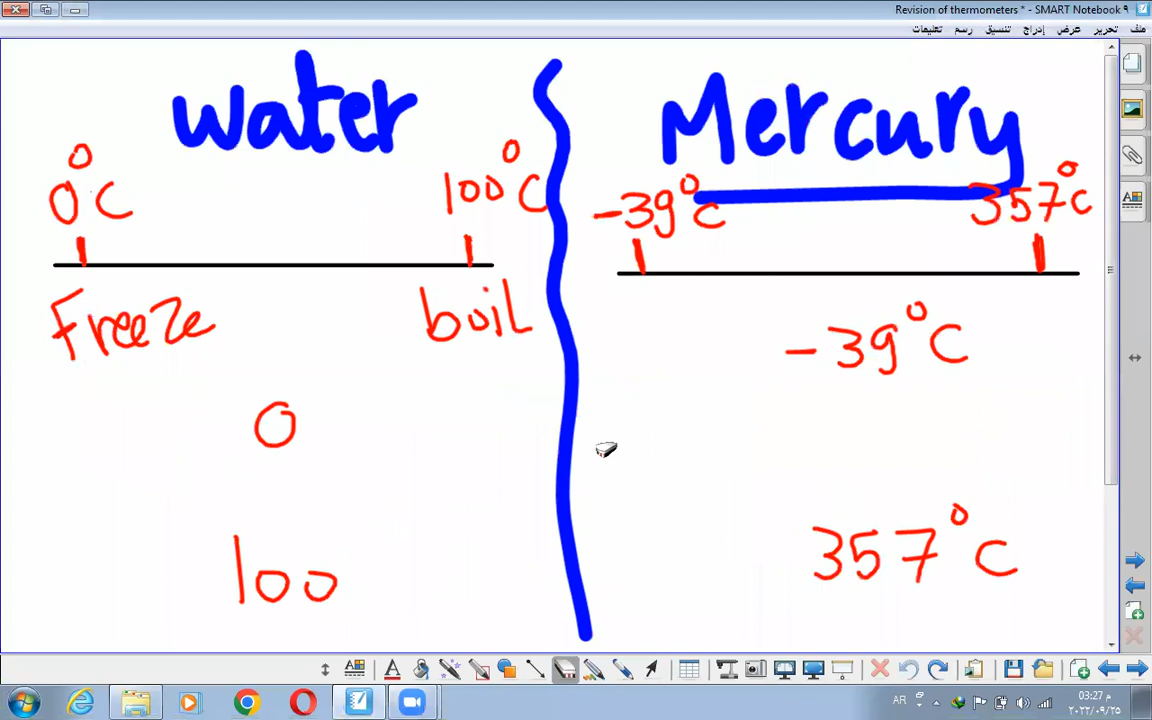 Revision of thermometers * - SMART Notebook ٩
ملف تحرير عرض إدراج تنسيق رسم تعليمات
water
Mercury
0°C
100°C
-39°C
357°C
Freeze
boil
-39°C
0
357°C
100
AR
03:27 م
٢٠٢٢/٠٩/٢٥